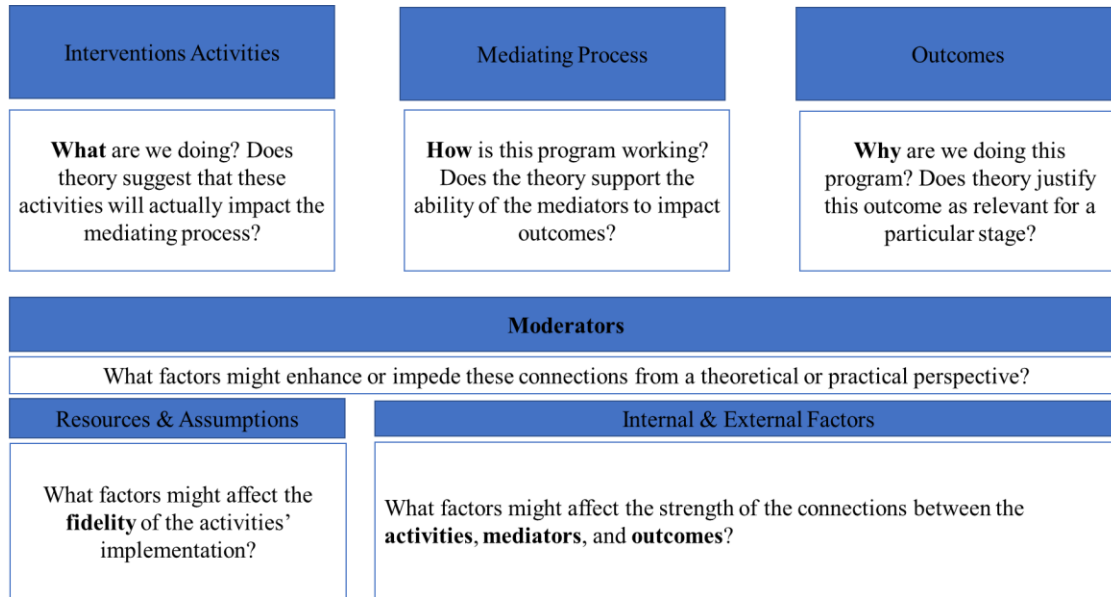 Interventions Activities
Mediating Process
Outcomes
What are we doing? Does
theory suggest that these
activities will actually impact the
mediating process?
How is this program working?
Does the theory support the
ability of the mediators to impact
outcomes?
Why are we doing this
program? Does theory justify
this outcome as relevant for a
particular stage?
Moderators
What factors might enhance or impede these connections from a theoretical or practical perspective?
Resources & Assumptions
Internal & External Factors
What factors might affect the
fidelity of the activities’
implementation?
What factors might affect the strength of the connections between the
activities, mediators, and outcomes?